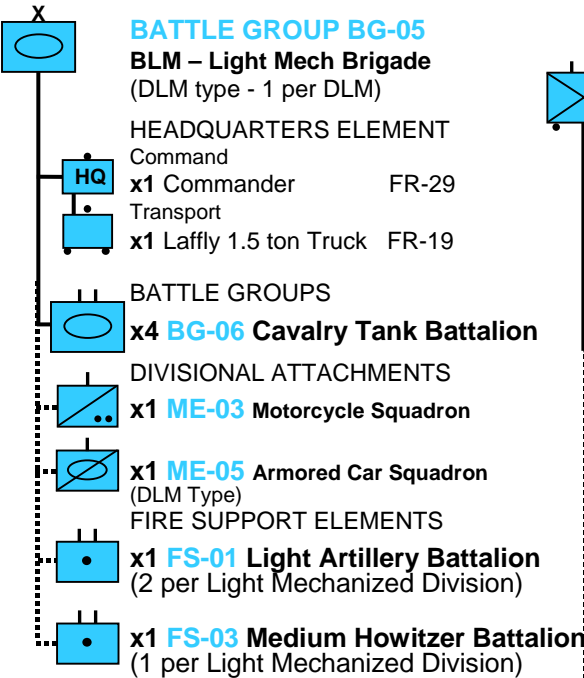 X
BATTLE GROUP BG-05
BLM – Light Mech Brigade
(DLM type - 1 per DLM)
HEADQUARTERS ELEMENT
Command
HQ
x1 Commander FR-29
Transport
x1 Laffly 1.5 ton Truck FR-19
BATTLE GROUPS
x4 BG-06 Cavalry Tank Battalion
DIVISIONAL ATTACHMENTS
x1 ME-03 Motorcycle Squadron
x1 ME-05 Armored Car Squadron
(DLM Type)
FIRE SUPPORT ELEMENTS
x1 FS-01 Light Artillery Battalion
(2 per Light Mechanized Division)
x1 FS-03 Medium Howitzer Battalion
(1 per Light Mechanized Division)